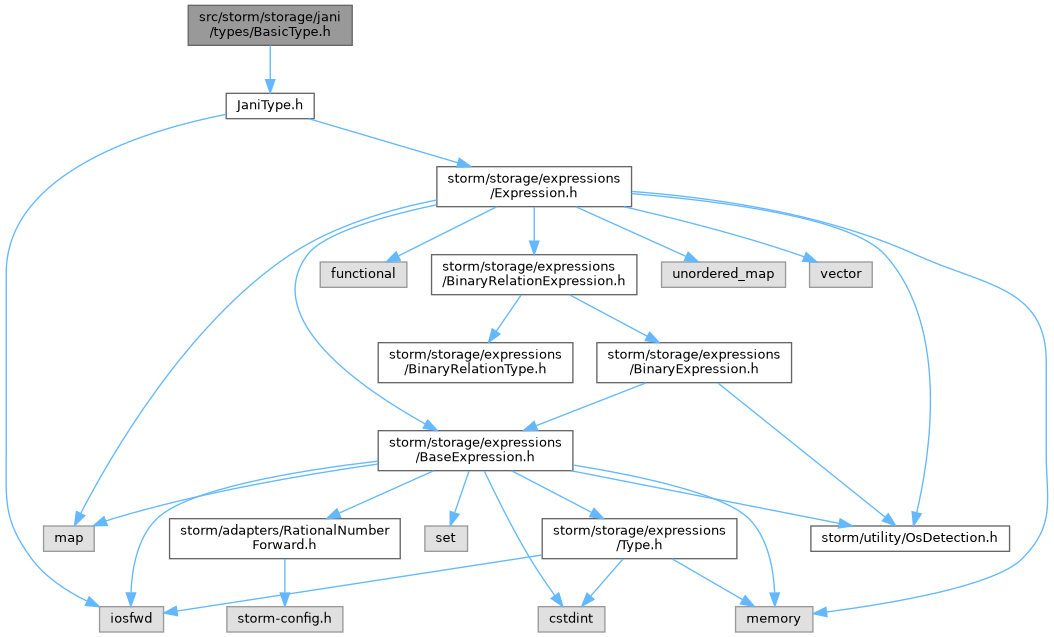 src/storm/storage/jani
/types/BasicType.h
JaniType.h
storm/storage/expressions
/Expression.h
functional
storm/storage/expressions
/BinaryRelationExpression.h
unordered_map
vector
storm/storage/expressions
/BinaryRelationType.h
storm/storage/expressions
/BinaryExpression.h
storm/storage/expressions
/BaseExpression.h
map
storm/adapters/RationalNumber
Forward.h
set
storm/storage/expressions
/Type.h
storm/utility/OsDetection.h
iosfwd
storm-config.h
cstdint
memory